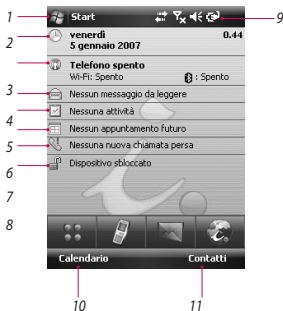 1 Start 9
2 venerdì 0.44
5 gennaio 2007
Telefono spento
Wi-Fi: Spento : Spento
3 Nessun messaggio da leggere
Nessuna attività
4 Nessun appuntamento futuro
5 Nessuna nuova chiamata persa
6 Dispositivo sbloccato
7
8
Calendario Contatti
10 11